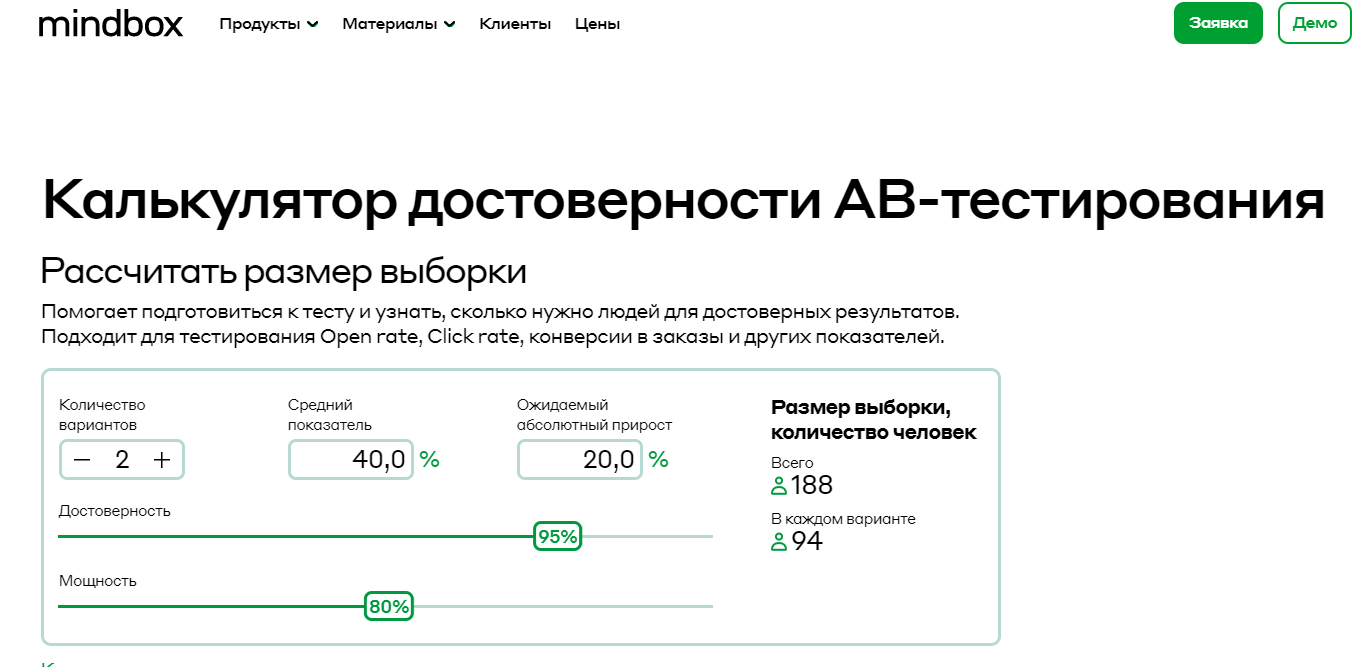 mindbox Продукты Материалы Клиенты Цены Заявка Демо
Калькулятор достоверности АВ-тестирования
Рассчитать размер выборки
Помогает подготовиться к тесту и узнать, сколько нужно людей для достоверных результатов.
Подходит для тестирования Open rate, Click rate, конверсии в заказы и других показателей.
Количество
вариантов
— 2 +
Средний
показатель
40,0 %
Ожидаемый
абсолютный прирост
20,0 %
Достоверность
95%
Мощность
80%
Размер выборки,
количество человек
Всего
188
В каждом варианте
94